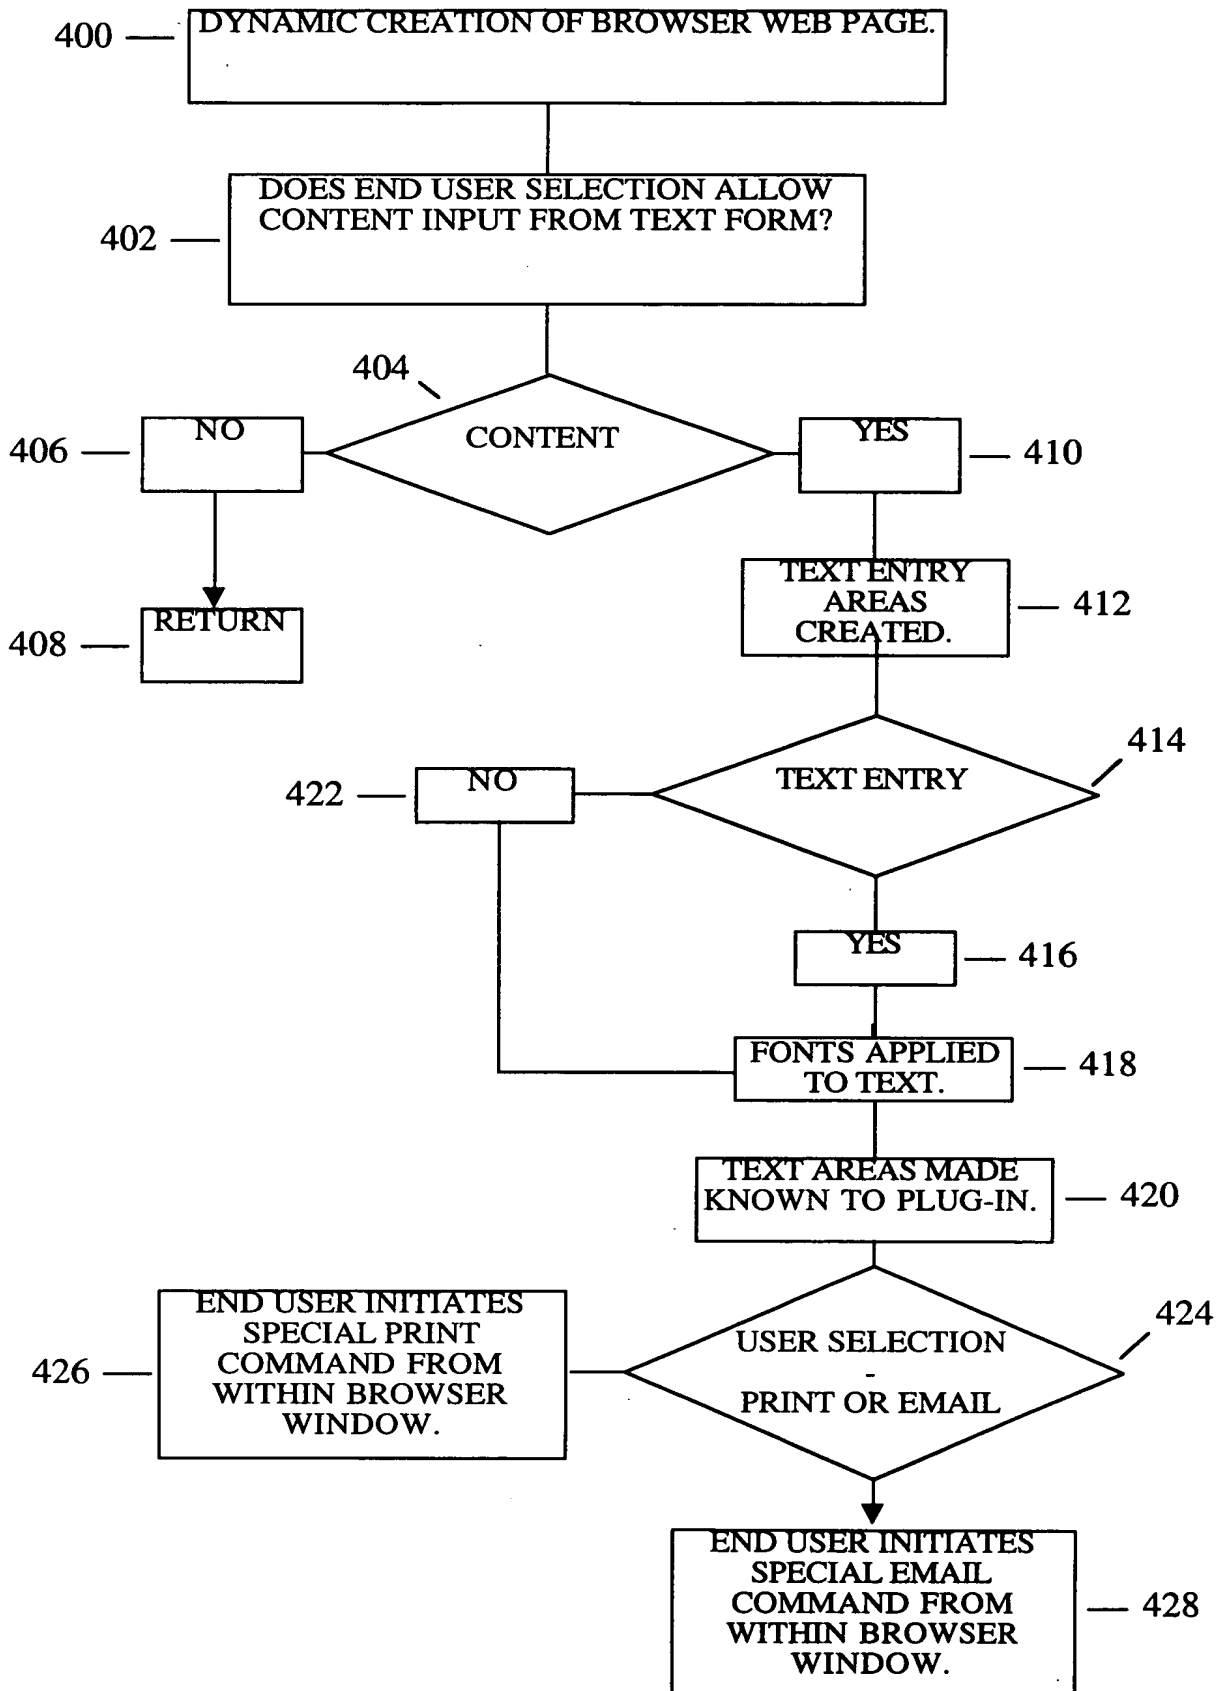 400
DYNAMIC CREATION OF BROWSER WEB PAGE.
402
DOES END USER SELECTION ALLOW
CONTENT INPUT FROM TEXT FORM?
404
CONTENT
406
NO
YES
410
408
RETURN
TEXT ENTRY
AREAS
CREATED.
412
414
TEXT ENTRY
422
NO
YES
416
FONTS APPLIED
TO TEXT.
418
TEXT AREAS MADE
KNOWN TO PLUG-IN.
420
424
USER SELECTION
-
PRINT OR EMAIL
426
END USER INITIATES
SPECIAL PRINT
COMMAND FROM
WITHIN BROWSER
WINDOW.
END USER INITIATES
SPECIAL EMAIL
COMMAND FROM
WITHIN BROWSER
WINDOW.
428